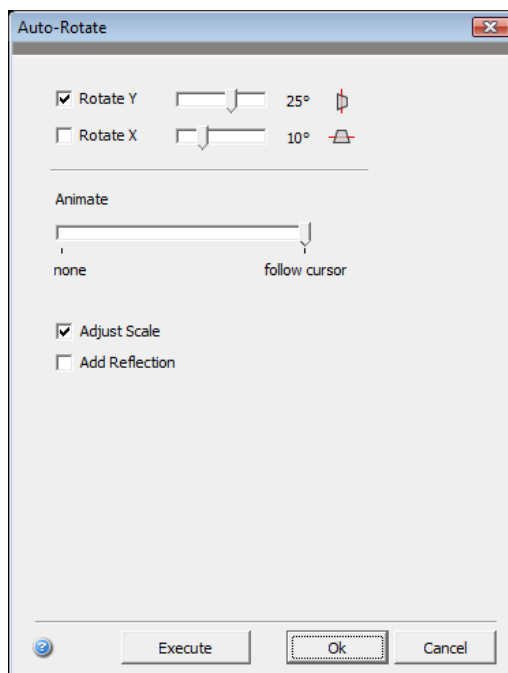 Auto-Rotate
Rotate Y 25°
Rotate X 10°
Animate
none follow cursor
Adjust Scale
Add Reflection
? Execute Ok Cancel